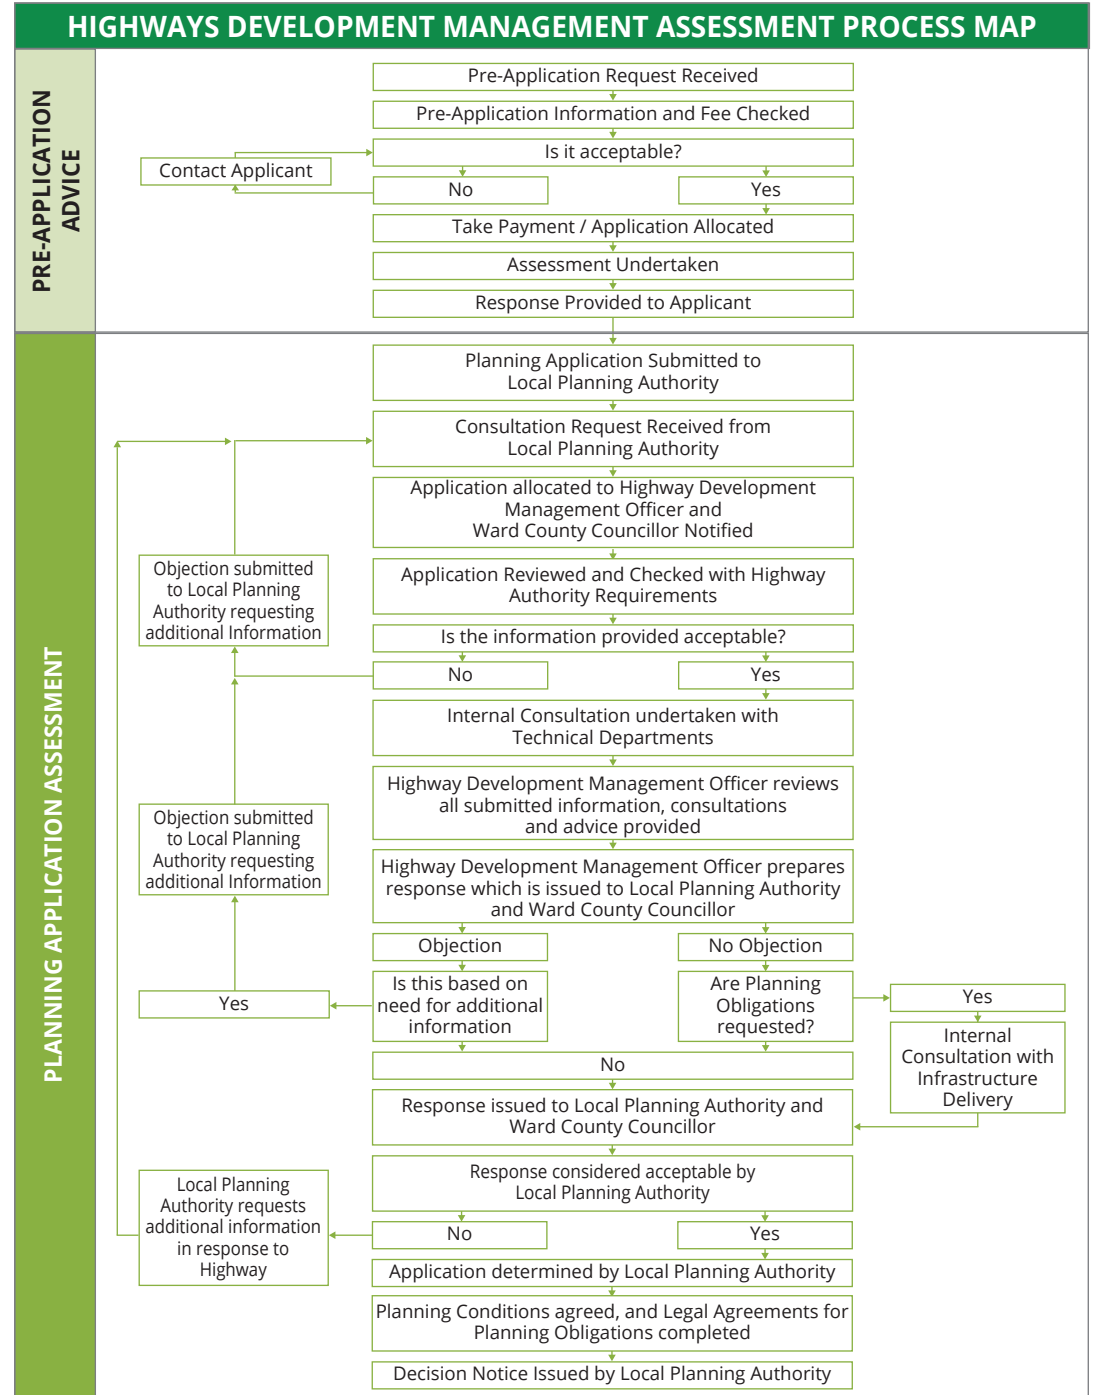 HIGHWAYS DEVELOPMENT MANAGEMENT ASSESSMENT PROCESS MAP
PRE-APPLICATION
ADVICE
Pre-Application Request Received
Pre-Application Information and Fee Checked
Is it acceptable?
Contact Applicant
No
Yes
Take Payment / Application Allocated
Assessment Undertaken
Response Provided to Applicant
PLANNING APPLICATION ASSESSMENT
Planning Application Submitted to
Local Planning Authority
Consultation Request Received from
Local Planning Authority
Application allocated to Highway Development
Management Officer and
Ward County Councillor Notified
Objection submitted
to Local Planning
Authority requesting
additional Information
Application Reviewed and Checked with Highway
Authority Requirements
Is the information provided acceptable?
No
Yes
Internal Consultation undertaken with
Technical Departments
Highway Development Management Officer reviews
all submitted information, consultations
and advice provided
Objection submitted
to Local Planning
Authority requesting
additional Information
Highway Development Management Officer prepares
response which is issued to Local Planning Authority
and Ward County Councillor
Objection
No Objection
Yes
Is this based on
need for additional
information
Are Planning
Obligations
requested?
Yes
Internal
Consultation with
Infrastructure
Delivery
No
Response issued to Local Planning Authority and
Ward County Councillor
Response considered acceptable by
Local Planning Authority
Local Planning
Authority requests
additional information
in response to
Highway
No
Yes
Application determined by Local Planning Authority
Planning Conditions agreed, and Legal Agreements for
Planning Obligations completed
Decision Notice Issued by Local Planning Authority